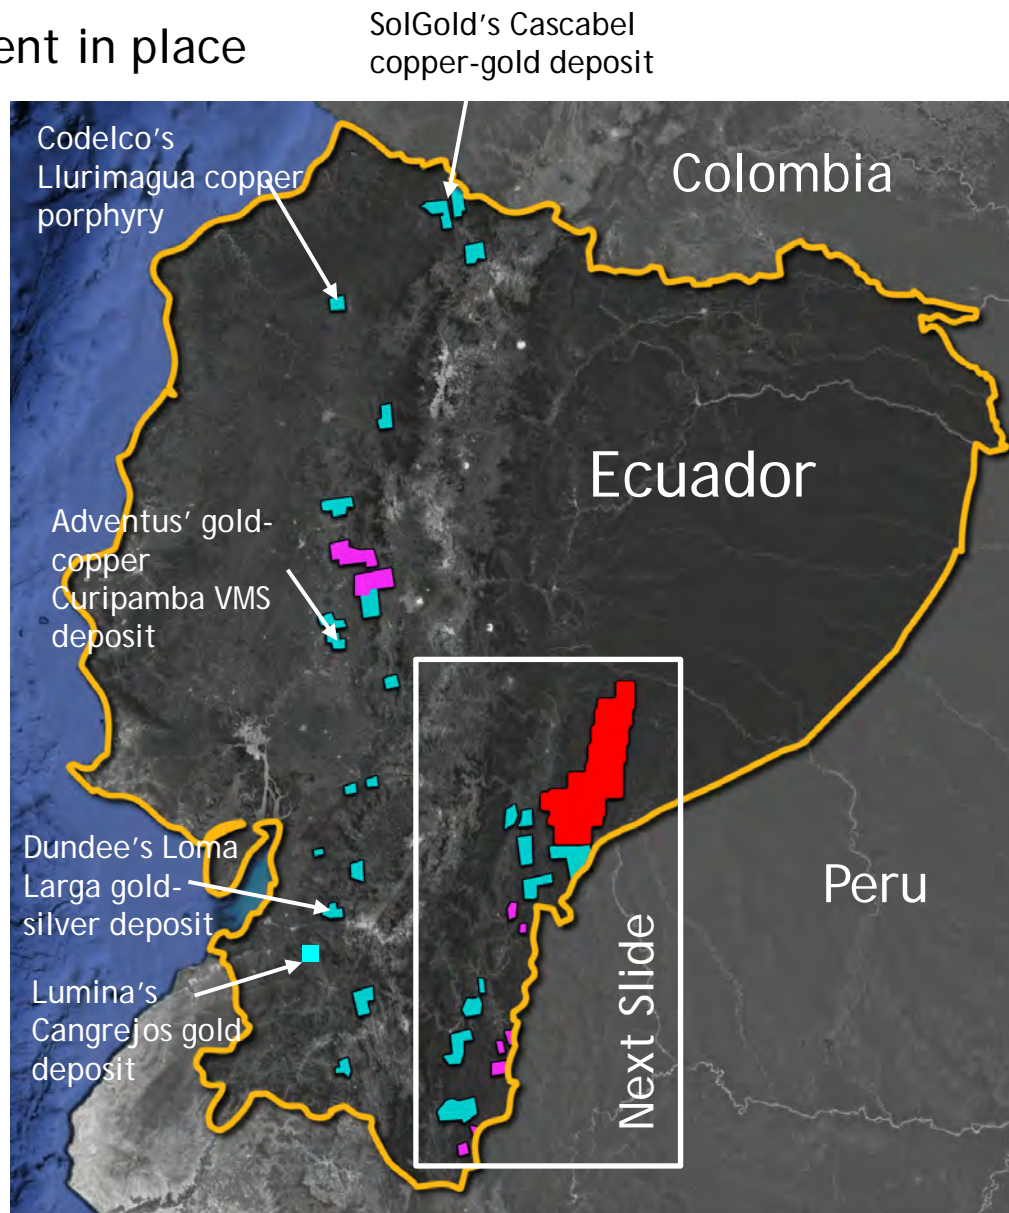 ent in place
SolGold's Cascabel
copper-gold deposit
Codelco's
Llurimagua copper
porphyry
Colombia
Ecuador
Adventus' gold-
copper
Curipamba VMS
deposit
Dundee's Loma
Larga gold-
silver deposit
Peru
Lumina's
Cangrejos gold
deposit
Next Slide